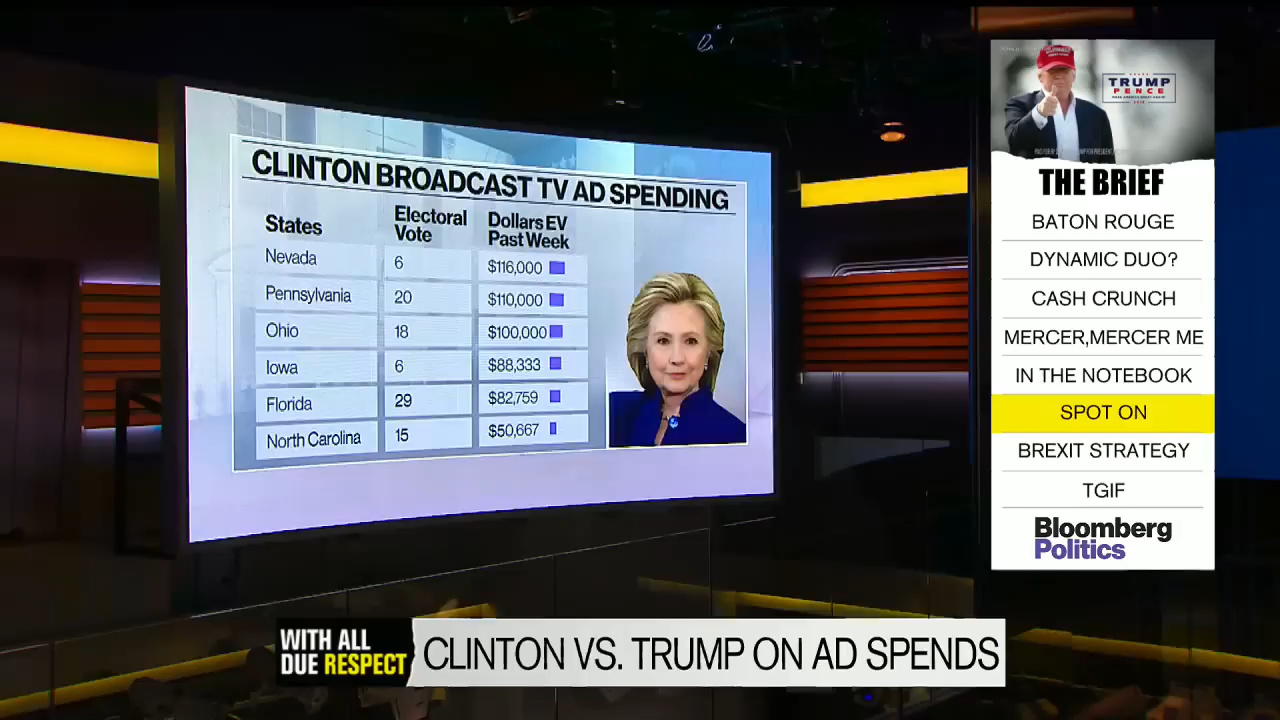 CLINTON BROADCAST TV AD SPENDING
States Electoral Vote Dollars EV Past Week
Nevada 6 $116,000
Pennsylvania 20 $110,000
Ohio 18 $100,000
Iowa 6 $88,333
Florida 29 $82,759
North Carolina 15 $50,667
TRUMP
PENCE
THE BRIEF
BATON ROUGE
DYNAMIC DUO?
CASH CRUNCH
MERCER,MERCER ME
IN THE NOTEBOOK
SPOT ON
BREXIT STRATEGY
TGIF
Bloomberg
Politics
WITH ALL
DUE RESPECT
CLINTON VS. TRUMP ON AD SPENDS